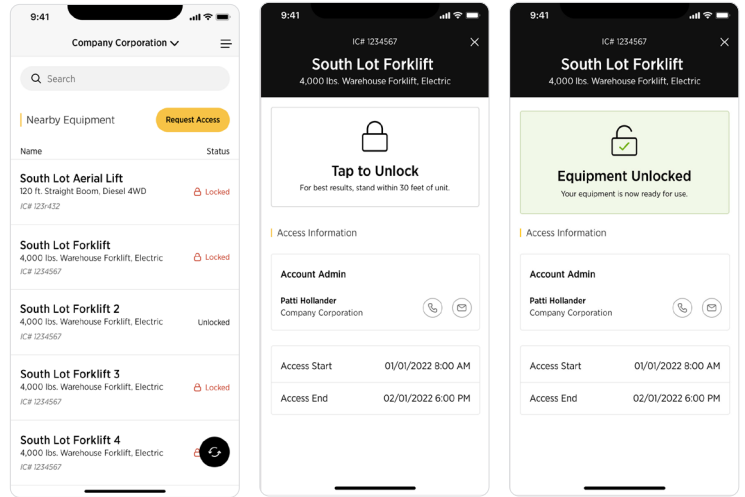 9:41
Company Corporation
Search
Nearby Equipment
Request Access
Name Status
South Lot Aerial Lift
120 ft. Straight Boom, Diesel 4WD
Locked
IC# 123r432
South Lot Forklift
4,000 lbs. Warehouse Forklift, Electric
Locked
IC# 1234567
South Lot Forklift 2
4,000 lbs. Warehouse Forklift, Electric
Unlocked
IC# 1234567
South Lot Forklift 3
4,000 lbs. Warehouse Forklift, Electric
Locked
IC# 1234567
South Lot Forklift 4
4,000 lbs. Warehouse Forklift, Electric
IC# 1234567
9:41
IC# 1234567
South Lot Forklift
4,000 lbs. Warehouse Forklift, Electric
Tap to Unlock
For best results, stand within 30 feet of unit.
Access Information
Account Admin
Patti Hollander
Company Corporation
Access Start 01/01/2022 8:00 AM
Access End 02/01/2022 6:00 PM
9:41
IC# 1234567
South Lot Forklift
4,000 lbs. Warehouse Forklift, Electric
Equipment Unlocked
Your equipment is now ready for use.
Access Information
Account Admin
Patti Hollander
Company Corporation
Access Start 01/01/2022 8:00 AM
Access End 02/01/2022 6:00 PM